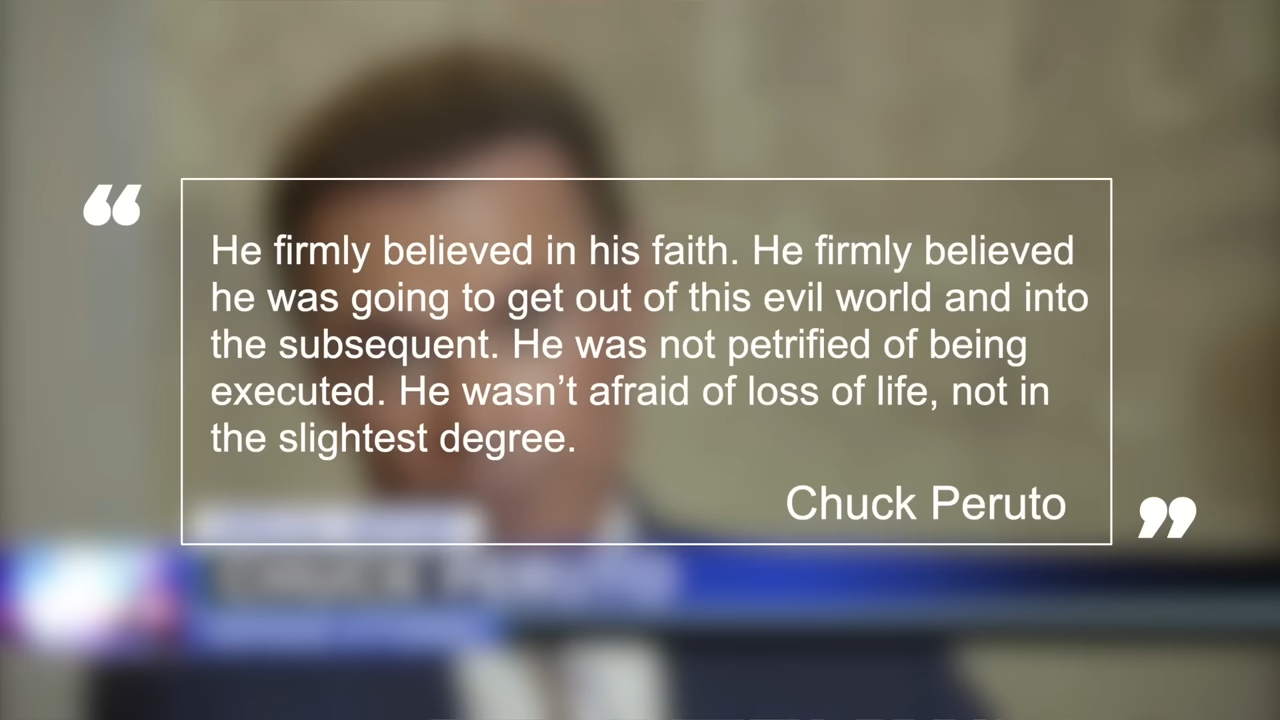 “
He firmly believed in his faith. He firmly believed
he was going to get out of this evil world and into
the subsequent. He was not petrified of being
executed. He wasn’t afraid of loss of life, not in
the slightest degree.
Chuck Peruto
”